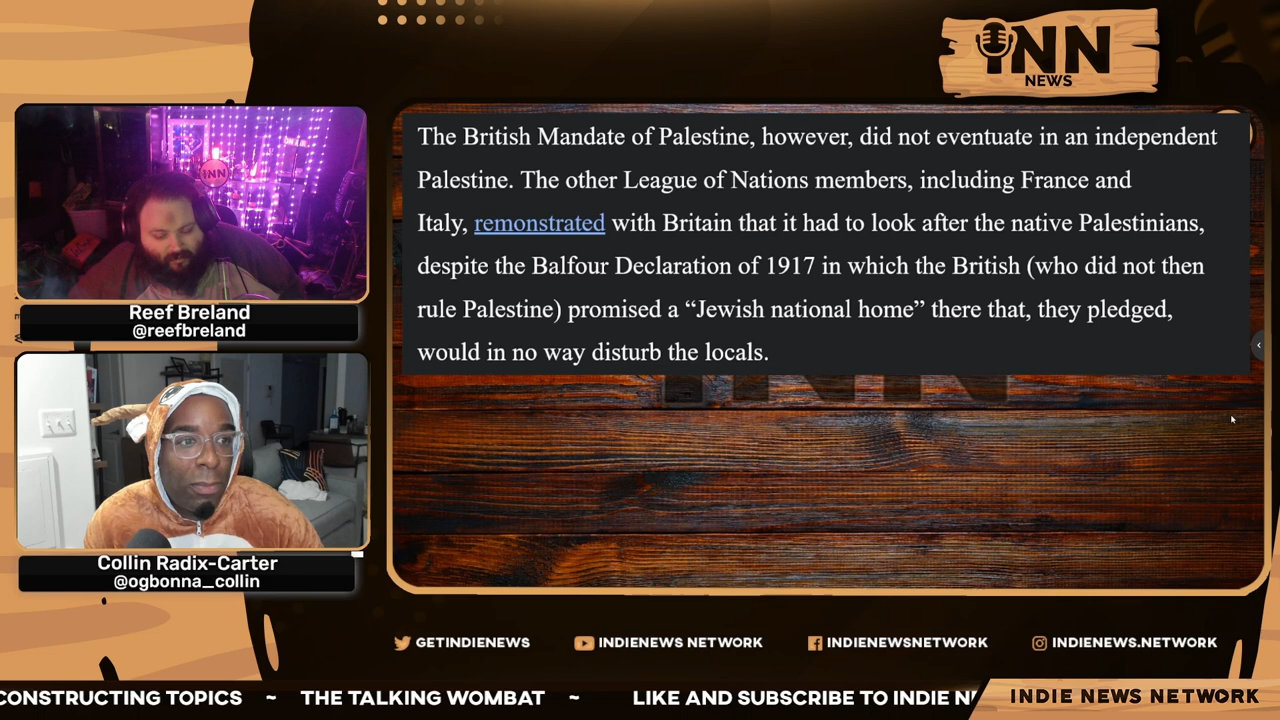 INN
NEWS
INN
The British Mandate of Palestine, however, did not eventuate in an independent
Palestine. The other League of Nations members, including France and
Italy, remonstrated with Britain that it had to look after the native Palestinians,
despite the Balfour Declaration of 1917 in which the British (who did not then
rule Palestine) promised a “Jewish national home” there that, they pledged,
would in no way disturb the locals.
INN
Reef Breland
@reefbreland
Collin Radix-Carter
@ogbonna_collin
GETINDIENEWS
INDIENEWS NETWORK
INDIENEWSNETWORK
INDIENEWS.NETWORK
CONSTRUCTING TOPICS ~ THE TALKING WOMBAT ~ LIKE AND SUBSCRIBE TO INDIE
INDIE NEWS NETWORK